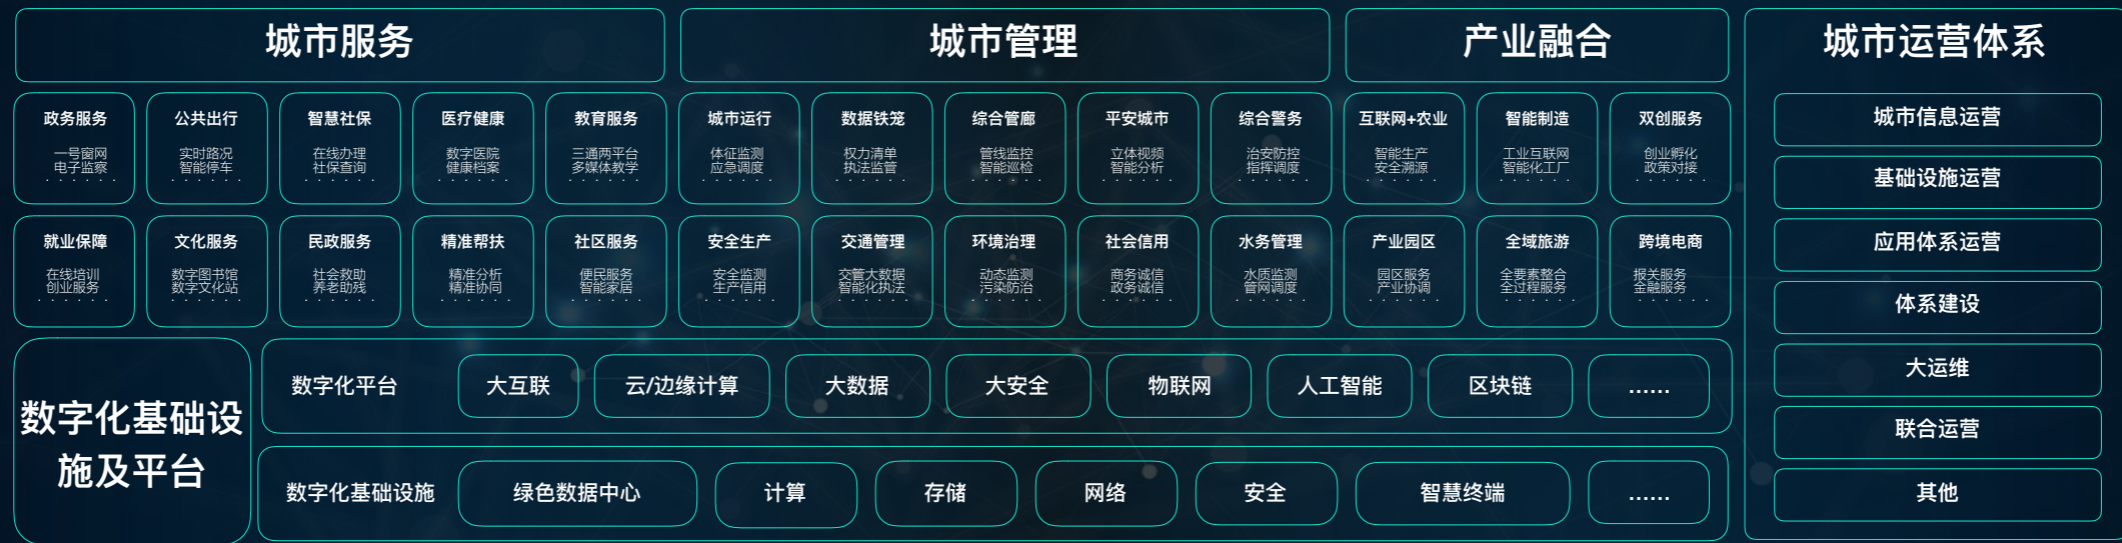 城市服务
城市管理
产业融合
城市运营体系
政务服务
一号窗网
电子监察
······
公共出行
实时路况
智能停车
······
智慧社保
在线办理
社保查询
······
医疗健康
数字医院
健康档案
······
教育服务
三通两平台
多媒体教学
······
城市运行
体征监测
应急调度
······
数据铁笼
权力清单
执法监管
······
综合管廊
管线监控
智能巡检
······
平安城市
立体视频
智能分析
······
综合警务
治安防控
指挥调度
······
互联网+农业
智能生产
安全溯源
······
智能制造
工业互联网
智能化工厂
······
双创服务
创业孵化
政策对接
······
就业保障
在线培训
创业服务
······
文化服务
数字图书馆
数字文化站
······
民政服务
社会救助
养老助残
······
精准帮扶
精准分析
精准协同
······
社区服务
便民服务
智能家居
······
安全生产
安全监测
生产信用
······
交通管理
交管大数据
智能化执法
······
环境治理
动态监测
污染防治
······
社会信用
商务诚信
政务诚信
······
水务管理
水质监测
管网调度
······
产业园区
园区服务
产业协调
······
全域旅游
全要素整合
全过程服务
······
跨境电商
报关服务
金融服务
······
数字化基础设
施及平台
数字化平台
大互联
云/边缘计算
大数据
大安全
物联网
人工智能
区块链
......
数字化基础设施
绿色数据中心
计算
存储
网络
安全
智慧终端
......
城市信息运营
基础设施运营
应用体系运营
体系建设
大运维
联合运营
其他